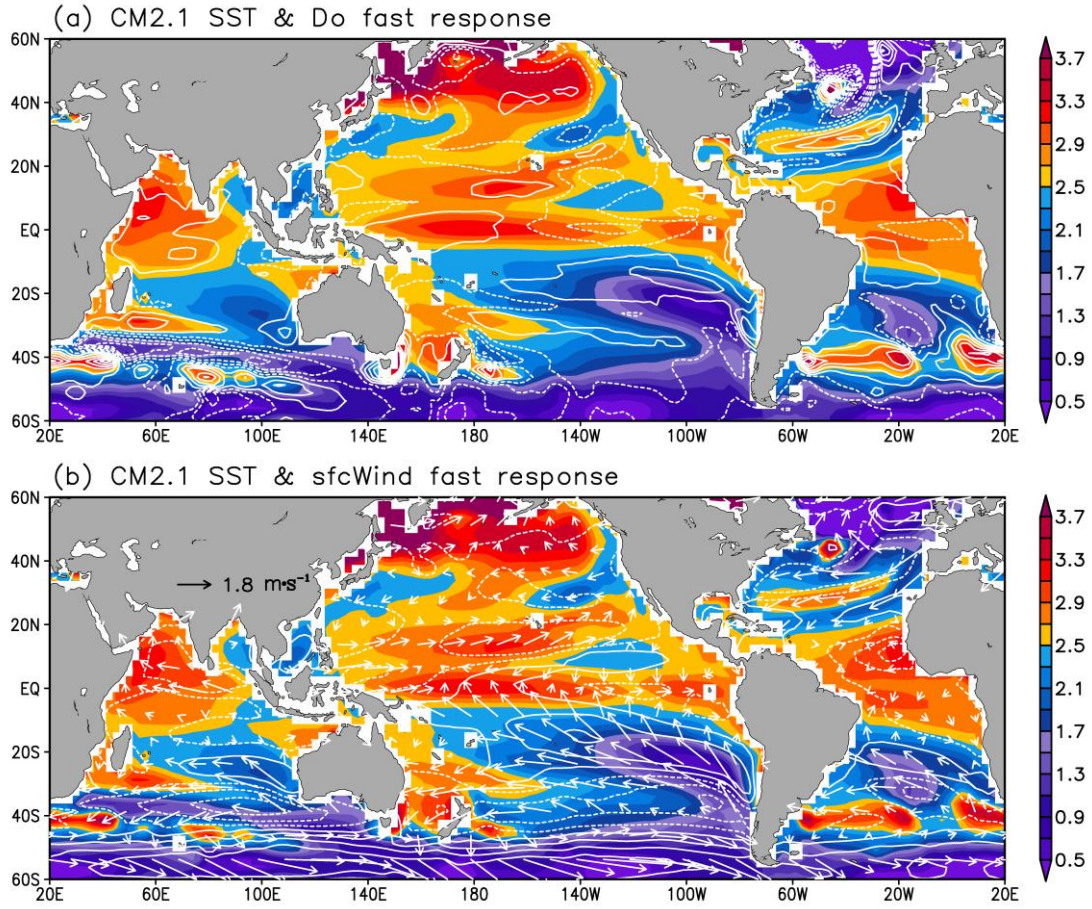 (a) CM2.1 SST & Do fast response
60N
40N
20N
EQ
20S
40S
60S
20E 60E 100E 140E 180 140W 100W 60W 20W 20E
3.7
3.3
2.9
2.5
2.1
1.7
1.3
0.9
0.5
(b) CM2.1 SST & sfcWind fast response
1.8 m·s⁻¹
60N
40N
20N
EQ
20S
40S
60S
20E 60E 100E 140E 180 140W 100W 60W 20W 20E
3.7
3.3
2.9
2.5
2.1
1.7
1.3
0.9
0.5